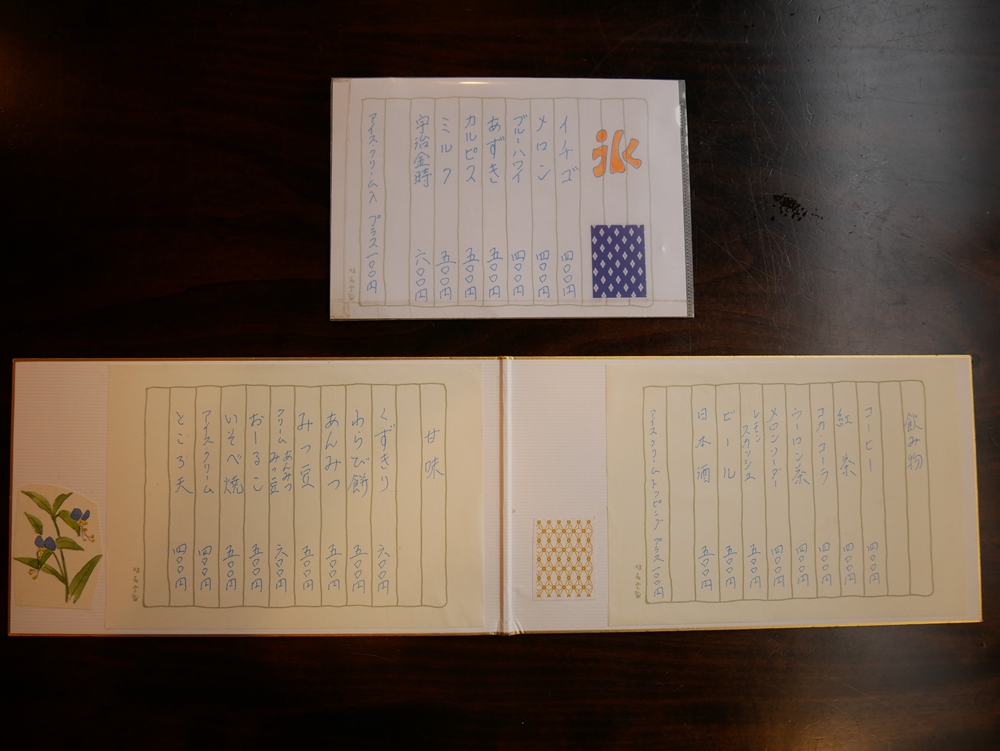 氷
イチゴ 四〇〇円
メロン 四〇〇円
ブルーハワイ 四〇〇円
あずき 五〇〇円
カルピス 五〇〇円
ミルク 五〇〇円
宇治金時 六〇〇円
アイスクリーム入 プラス一〇〇円
飲み物
コーヒー 四〇〇円
紅茶 四〇〇円
コカ・コーラ 四〇〇円
ウーロン茶 四〇〇円
メロンソーダー 四〇〇円
レモンスカッシュ 五〇〇円
ビール 五〇〇円
日本酒 五〇〇円
アイスクリームトッピング プラス一〇〇円
甘味
くずきり 六〇〇円
わらび餅 五〇〇円
あんみつ 五〇〇円
みつ豆 五〇〇円
クリームあんみつ みつ豆 六〇〇円
おしるこ 五〇〇円
いそべ焼 五〇〇円
アイスクリーム 四〇〇円
ところ天 四〇〇円